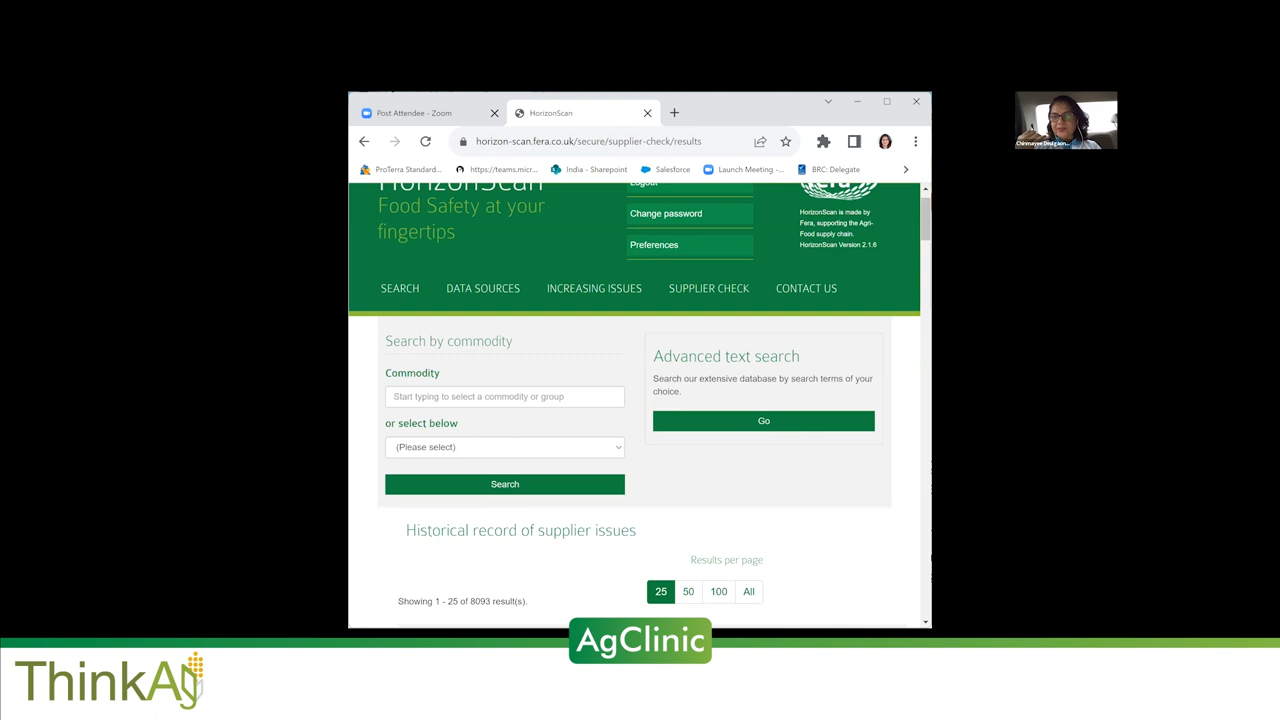 Post Attendee - Zoom
HorizonScan
horizon-scan.fera.co.uk/secure/supplier-check/results
ProTerra Standard...
https://teams.micr...
India - Sharepoint
Salesforce
Launch Meeting -...
BRC: Delegate
HorizonScan
Food Safety at your
fingertips
Logout
Change password
Preferences
fera
HorizonScan is made by
Fera, supporting the Agri-
Food supply chain.
HorizonScan Version 2.1.6
SEARCH
DATA SOURCES
INCREASING ISSUES
SUPPLIER CHECK
CONTACT US
Search by commodity
Commodity
Start typing to select a commodity or group
or select below
(Please select)
Search
Advanced text search
Search our extensive database by search terms of your
choice.
Go
Historical record of supplier issues
Results per page
25 50 100 All
Showing 1 - 25 of 8093 result(s).
AgClinic
ThinkAg